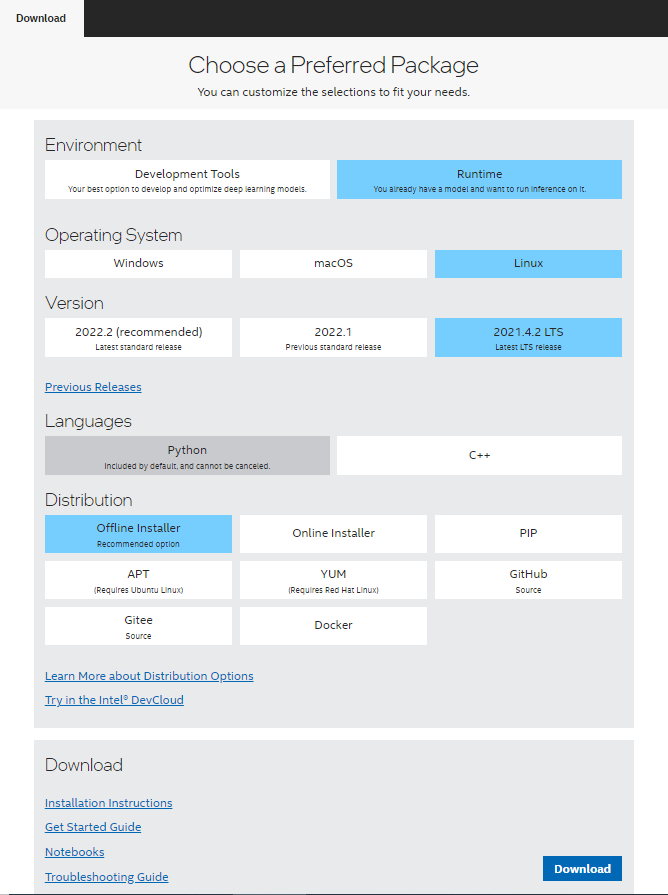 Download
Choose a Preferred Package
You can customize the selections to fit your needs.
Environment
Development Tools
Your best option to develop and optimize deep learning models.
Runtime
You already have a model and want to run inference on it.
Operating System
Windows
macOS
Linux
Version
2022.2 (recommended)
Latest standard release
2022.1
Previous standard release
2021.4.2 LTS
Latest LTS release
Previous Releases
Languages
Python
Included by default, and cannot be canceled.
C++
Distribution
Offline Installer
Recommended option
Online Installer
PIP
APT
(Requires Ubuntu Linux)
YUM
(Requires Red Hat Linux)
GitHub
Source
Gitee
Source
Docker
Learn More about Distribution Options
Try in the Intel® DevCloud
Download
Installation Instructions
Get Started Guide
Notebooks
Troubleshooting Guide
Download